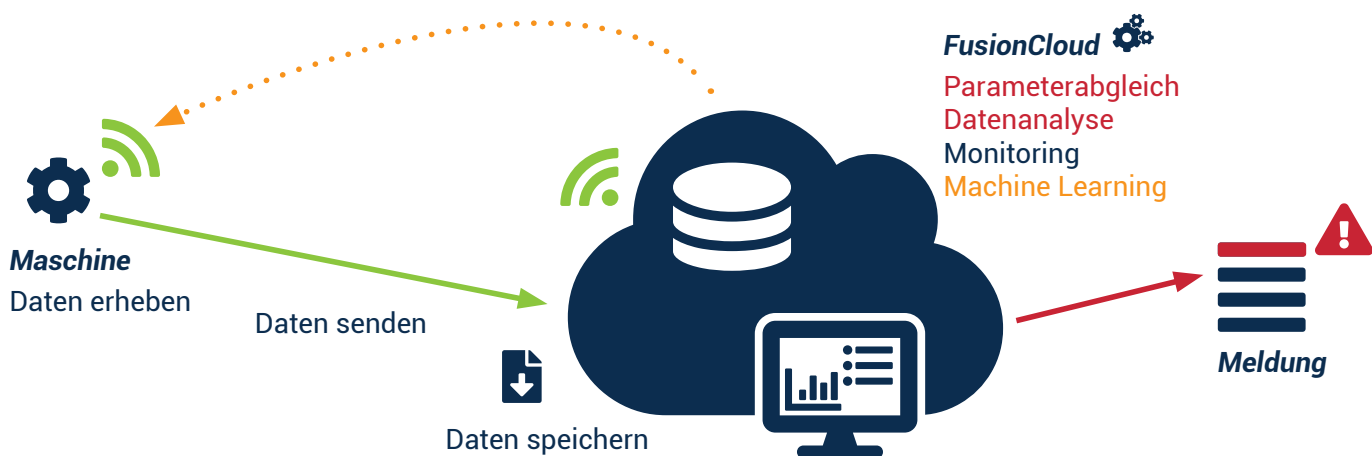 FusionCloud
Parameterabgleich
Datenanalyse
Monitoring
Machine Learning
Maschine
Daten erheben
Daten senden
Daten speichern
Meldung